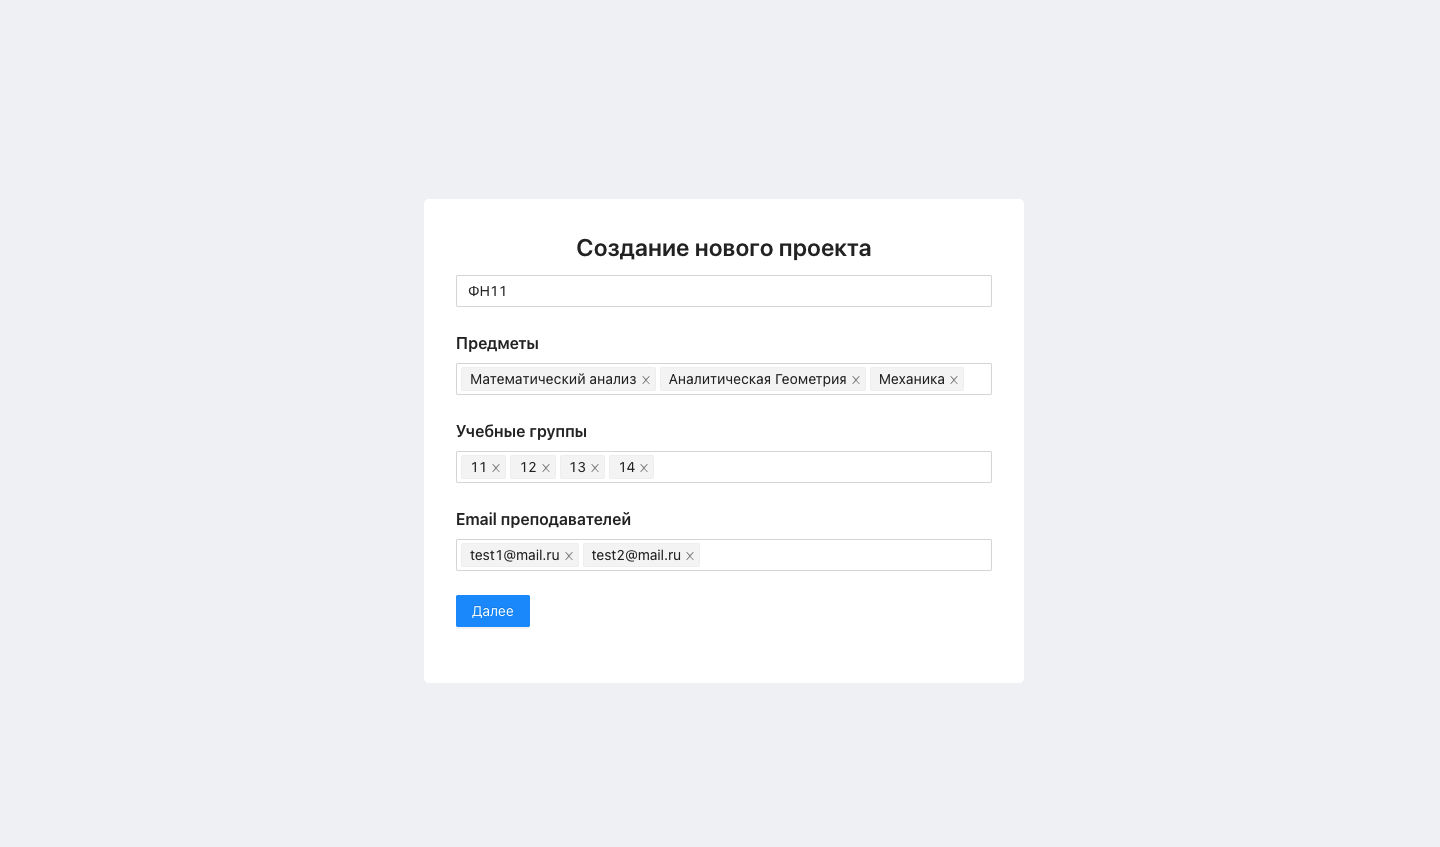 Создание нового проекта
ФН11
Предметы
Математический анализ Аналитическая Геометрия Механика
Учебные группы
11 12 13 14
Email преподавателей
test1@mail.ru test2@mail.ru
Далее